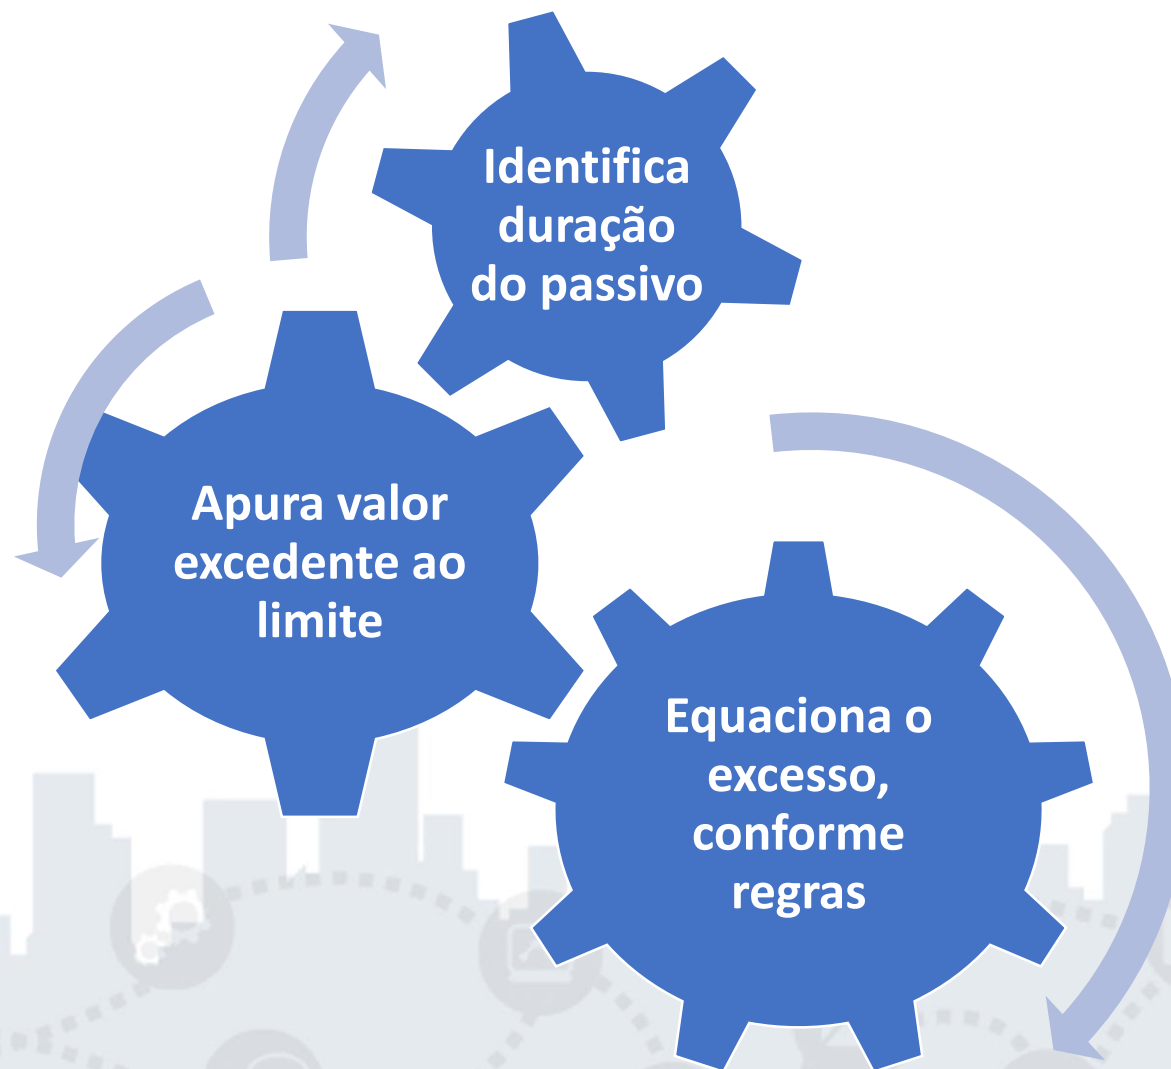 Identifica
duração
do passivo
Apura valor
excedente ao
limite
Equaciona o
excesso,
conforme
regras